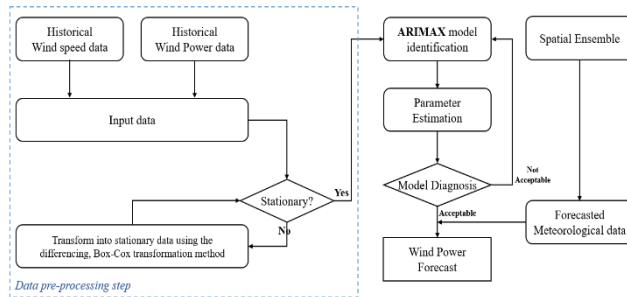 Historical
Wind speed data
Historical
Wind Power data
Input data
Stationary?
Yes
No
Transform into stationary data using the
differencing, Box-Cox transformation method
Data pre-processing step
ARIMAX model
identification
Parameter
Estimation
Model Diagnosis
Not
Acceptable
Acceptable
Wind Power
Forecast
Spatial Ensemble
Forecasted
Meteorological data